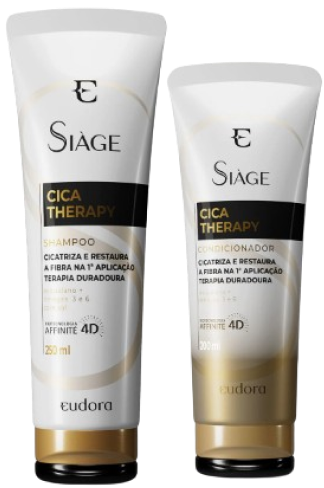 E
SIÀGE
CICA
THERAPY
SHAMPOO
CICATRIZA E RESTAURA
A FIBRA NA 1ª APLICAÇÃO
TERAPIA DURADOURA
AFFINITÉ 4D
250 ml
eudora
E
SIÀGE
CICA
THERAPY
CONDICIONADOR
CICATRIZA E RESTAURA
A FIBRA NA 1ª APLICAÇÃO
TERAPIA DURADOURA
AFFINITÉ 4D
200 ml
eudora